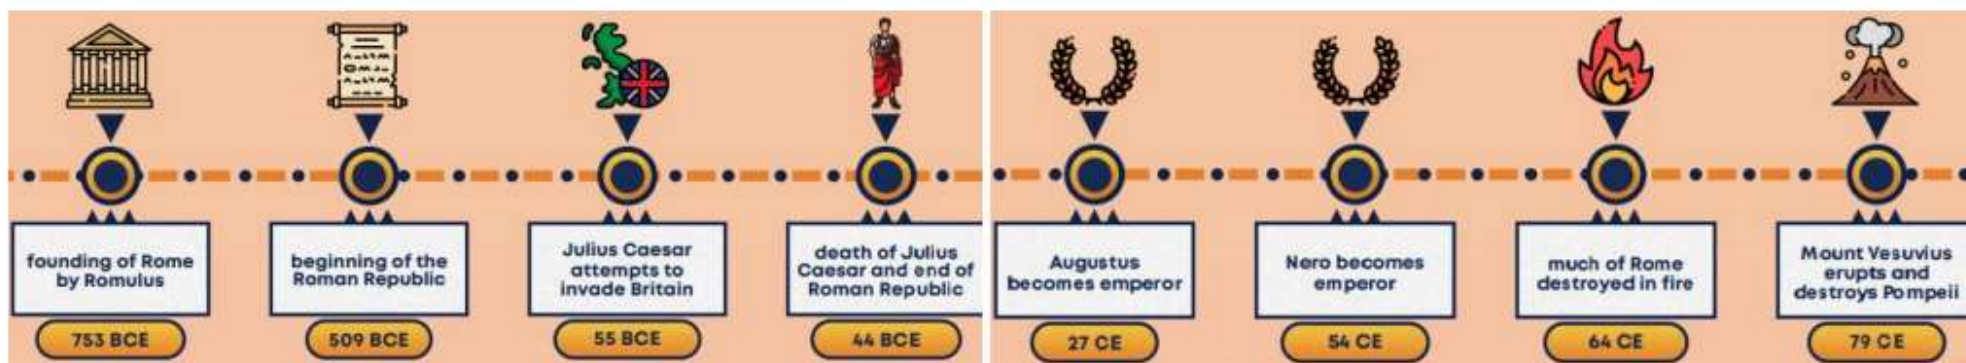 founding of Rome
by Romulus
753 BCE
beginning of the
Roman Republic
509 BCE
Julius Caesar
attempts to
invade Britain
55 BCE
death of Julius
Caesar and end of
Roman Republic
44 BCE
Augustus
becomes emperor
27 CE
Nero becomes
emperor
54 CE
much of Rome
destroyed in fire
64 CE
Mount Vesuvius
erupts and
destroys Pompeii
79 CE